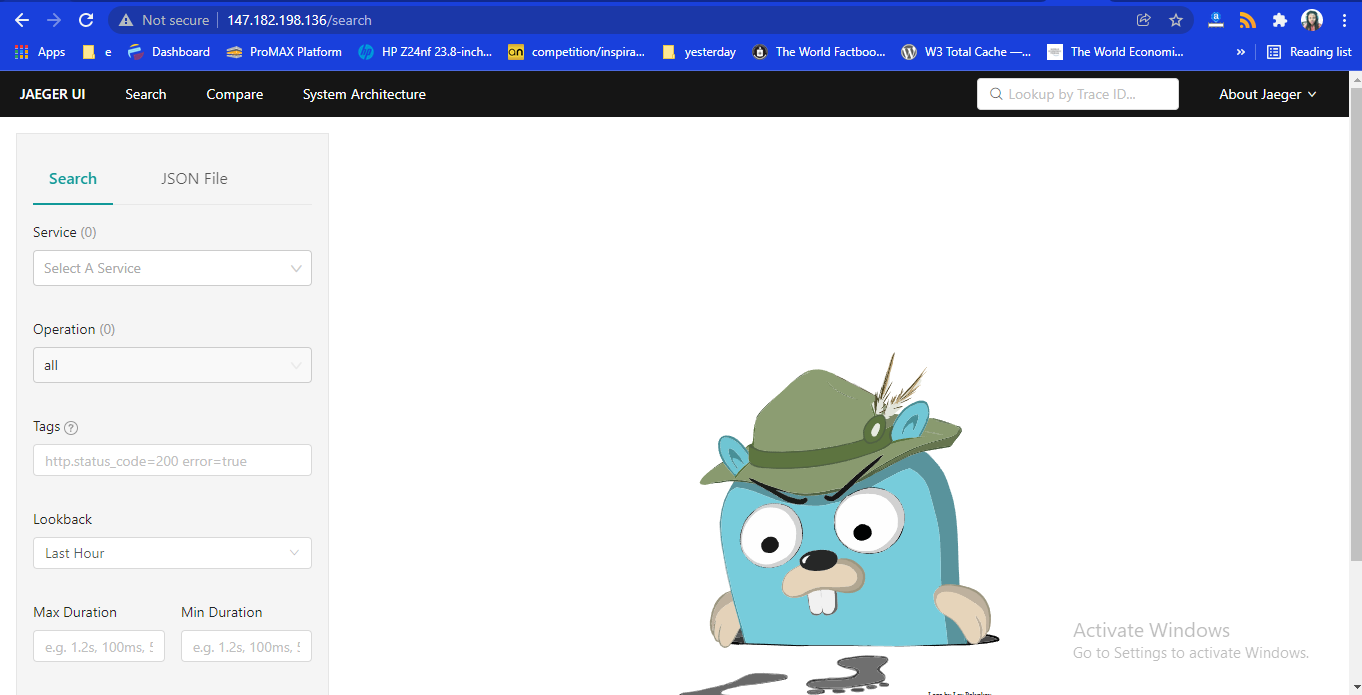 Not secure 147.182.198.136/search
Apps e Dashboard ProMAX Platform HP Z24nf 23.8-inch... competition/inspira... yesterday The World Factboo... W3 Total Cache —... The World Economi... » Reading list
JAEGER UI Search Compare System Architecture Lookup by Trace ID... About Jaeger
Search JSON File
Service (0)
Select A Service
Operation (0)
all
Tags ?
http.status_code=200 error=true
Lookback
Last Hour
Max Duration Min Duration
e.g. 1.2s, 100ms, e.g. 1.2s, 100ms,
Activate Windows
Go to Settings to activate Windows.